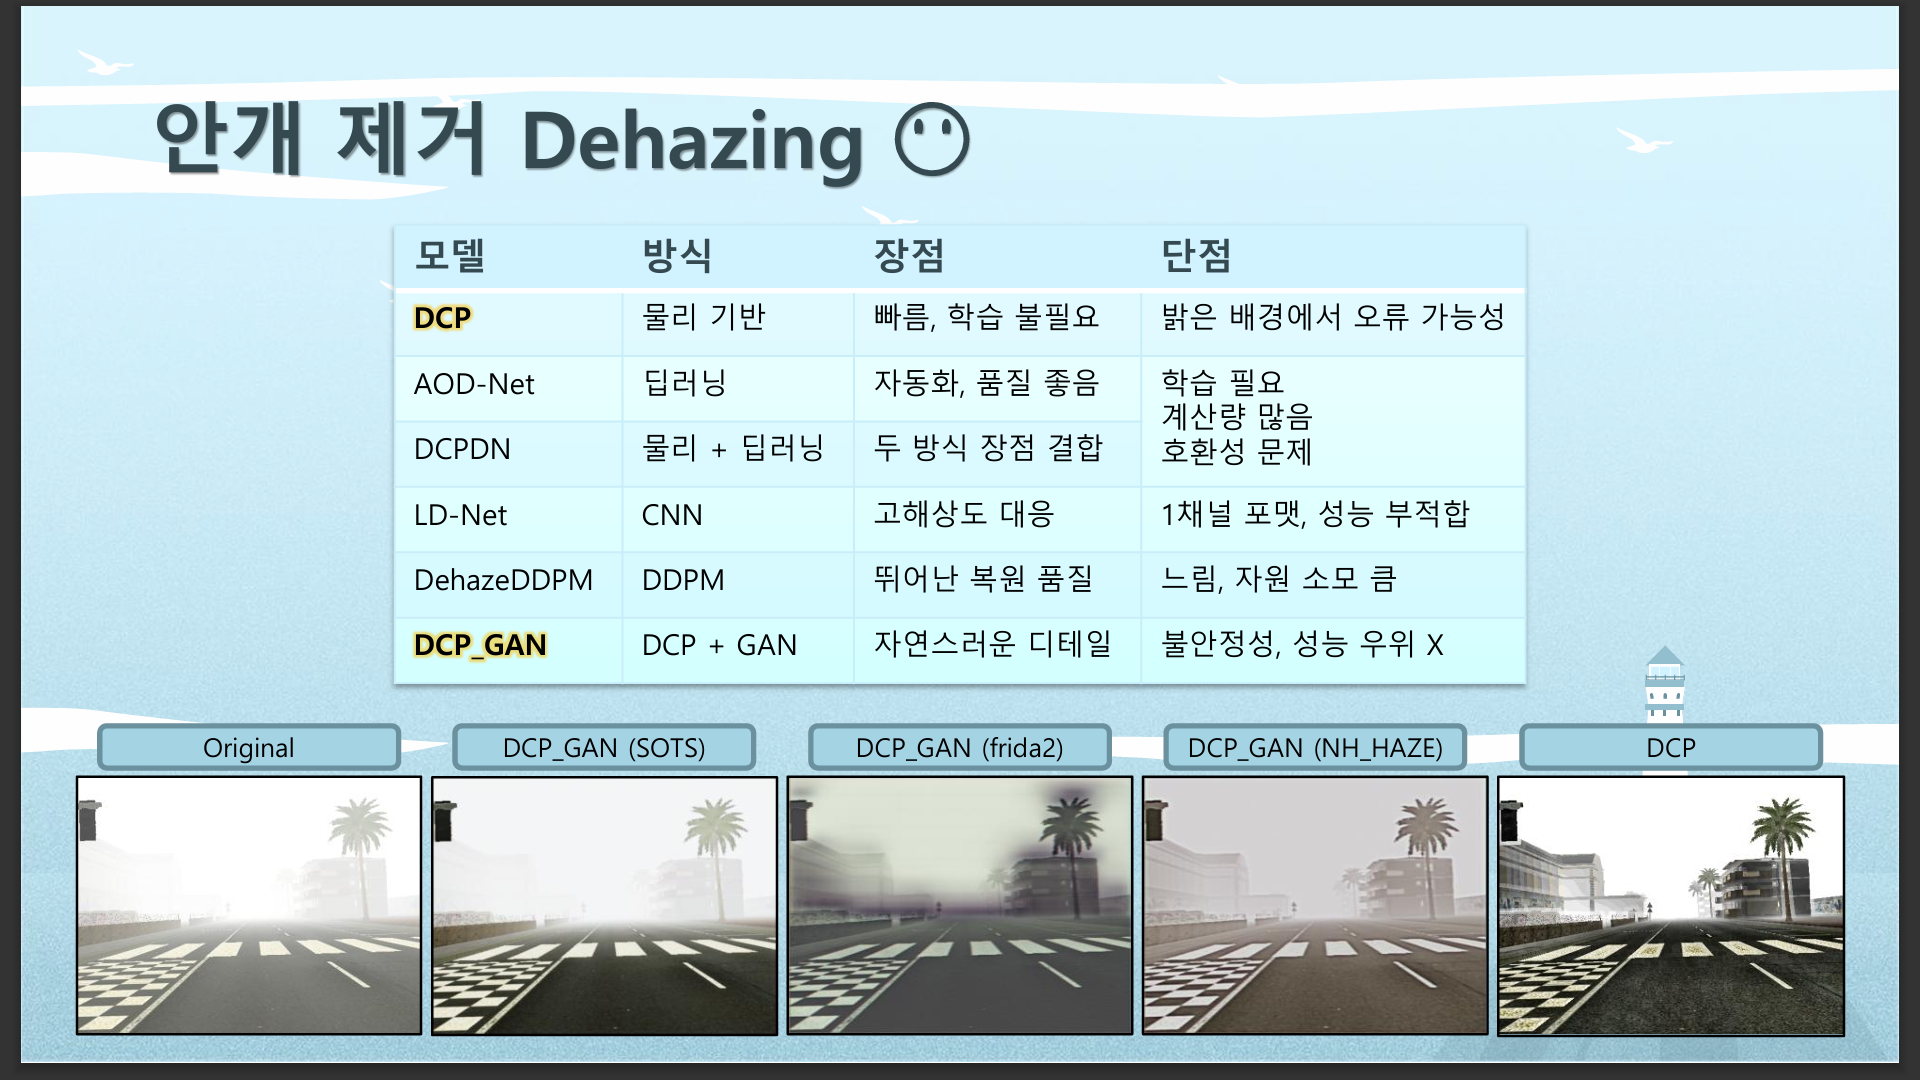 안개 제거 Dehazing 😶
모델 방식 장점 단점
DCP 물리 기반 빠름, 학습 불필요 밝은 배경에서 오류 가능성
AOD-Net 딥러닝 자동화, 품질 좋음 학습 필요
계산량 많음
DCPDN 물리 + 딥러닝 두 방식 장점 결합 호환성 문제
LD-Net CNN 고해상도 대응 1채널 포맷, 성능 부적합
DehazeDDPM DDPM 뛰어난 복원 품질 느림, 자원 소모 큼
DCP_GAN DCP + GAN 자연스러운 디테일 불안정성, 성능 우위 X
Original DCP_GAN (SOTS) DCP_GAN (frida2) DCP_GAN (NH_HAZE) DCP